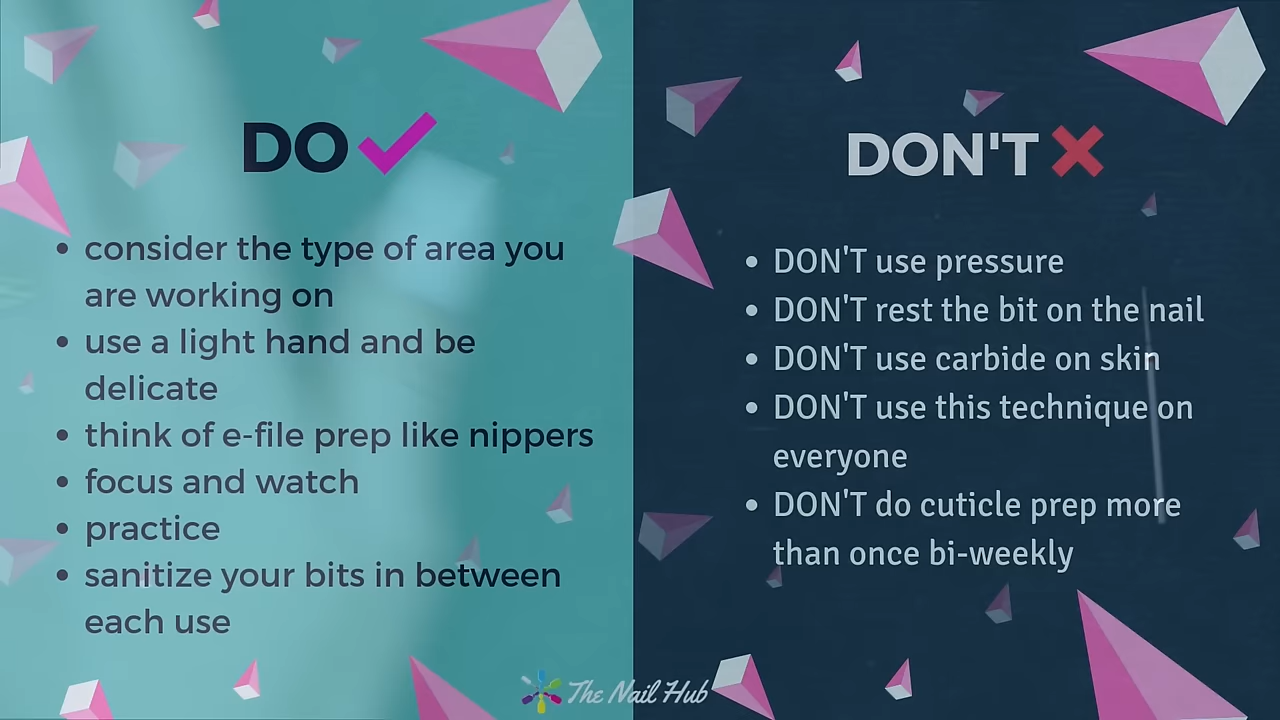 DO
consider the type of area you
are working on
use a light hand and be
delicate
think of e-file prep like nippers
focus and watch
practice
sanitize your bits in between
each use
DON'T
DON'T use pressure
DON'T rest the bit on the nail
DON'T use carbide on skin
DON'T use this technique on
everyone
DON'T do cuticle prep more
than once bi-weekly
The Nail Hub